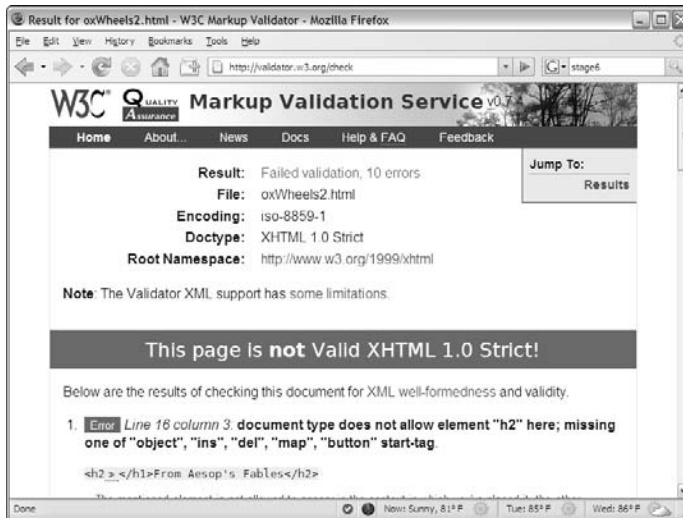 Result for oxWheels2.html - W3C Markup Validator - Mozilla Firefox
File Edit View History Bookmarks Tools Help
http://validator.w3.org/check
G stage6
W3C® QUALITY Assurance Markup Validation Service v0.7
Home About... News Docs Help & FAQ Feedback
Jump To:
Results
Result: Failed validation, 10 errors
File: oxWheels2.html
Encoding: iso-8859-1
Doctype: XHTML 1.0 Strict
Root Namespace: http://www.w3.org/1999/xhtml
Note: The Validator XML support has some limitations.
This page is not Valid XHTML 1.0 Strict!
Below are the results of checking this document for XML well-formedness and validity.
1. Error Line 16 column 3: document type does not allow element "h2" here; missing
one of "object", "ins", "del", "map", "button" start-tag.
<h2 > </h1>From Aesop's Fables</h2>
Done Now: Sunny, 81° F Tue: 85° F Wed: 86° F